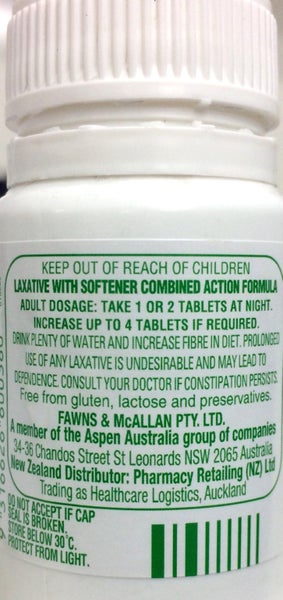 KEEP OUT OF REACH OF CHILDREN
LAXATIVE WITH SOFTENER COMBINED ACTION FORMULA
ADULT DOSAGE: TAKE 1 OR 2 TABLETS AT NIGHT.
INCREASE UP TO 4 TABLETS IF REQUIRED.
DRINK PLENTY OF WATER AND INCREASE FIBRE IN DIET. PROLONGED
USE OF ANY LAXATIVE IS UNDESIRABLE AND MAY LEAD TO
DEPENDENCE. CONSULT YOUR DOCTOR IF CONSTIPATION PERSISTS.
Free from gluten, lactose and preservatives.
FAWNS & McALLAN PTY. LTD.
A member of the Aspen Australia group of companies
34-36 Chandos Street St Leonards NSW 2065 Australia
New Zealand Distributor: Pharmacy Retailing (NZ) Ltd
Trading as Healthcare Logistics, Auckland
DO NOT ACCEPT IF CAP
SEAL IS BROKEN.
STORE BELOW 30°C.
PROTECT FROM LIGHT.